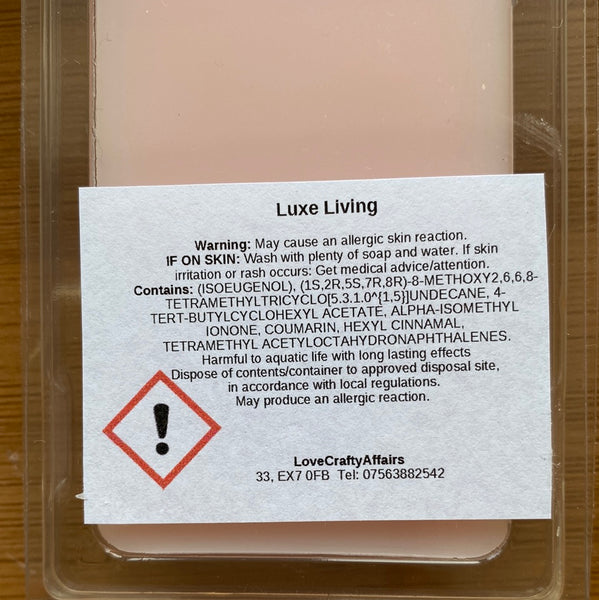 Luxe Living
Warning: May cause an allergic skin reaction.
IF ON SKIN: Wash with plenty of soap and water. If skin
irritation or rash occurs: Get medical advice/attention.
Contains: (ISOEUGENOL), (1S,2R,5S,7R,8R)-8-METHOXY2,6,6,8-
TETRAMETHYLTRICYCLO[5.3.1.0^{1,5}]UNDECANE, 4-
TERT-BUTYLCYCLOHEXYL ACETATE, ALPHA-ISOMETHYL
IONONE, COUMARIN, HEXYL CINNAMAL,
TETRAMETHYL ACETYLOCTAHYDRONAPHTHALENES.
Harmful to aquatic life with long lasting effects
Dispose of contents/container to approved disposal site,
in accordance with local regulations.
May produce an allergic reaction.
LoveCraftyAffairs
33, EX7 0FB Tel: 07563882542